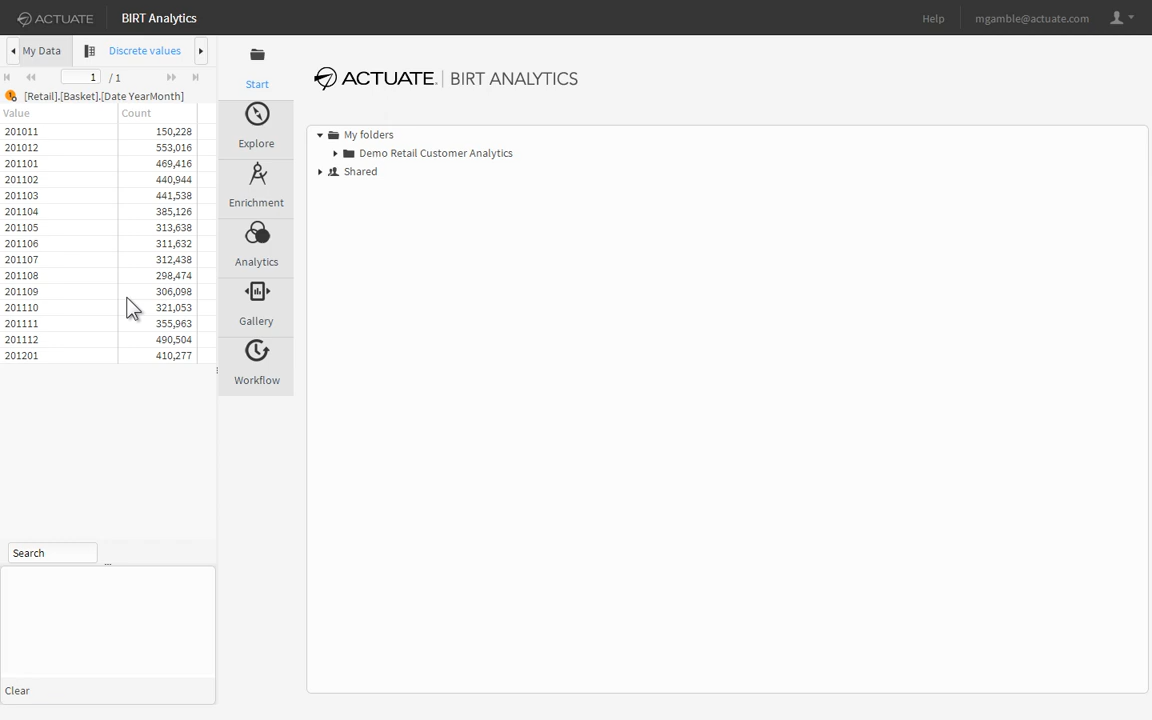 ACTUATE BIRT Analytics Help mgamble@actuate.com
My Data Discrete values
1 / 1
[Retail].[Basket].[Date YearMonth]
Value Count
201011 150,228
201012 553,016
201101 469,416
201102 440,944
201103 441,538
201104 385,126
201105 313,638
201106 311,632
201107 312,438
201108 298,474
201109 306,098
201110 321,053
201111 355,963
201112 490,504
201201 410,277
Search
...
Clear
Start
Explore
Enrichment
Analytics
Gallery
Workflow
ACTUATE. BIRT ANALYTICS
My folders
Demo Retail Customer Analytics
Shared